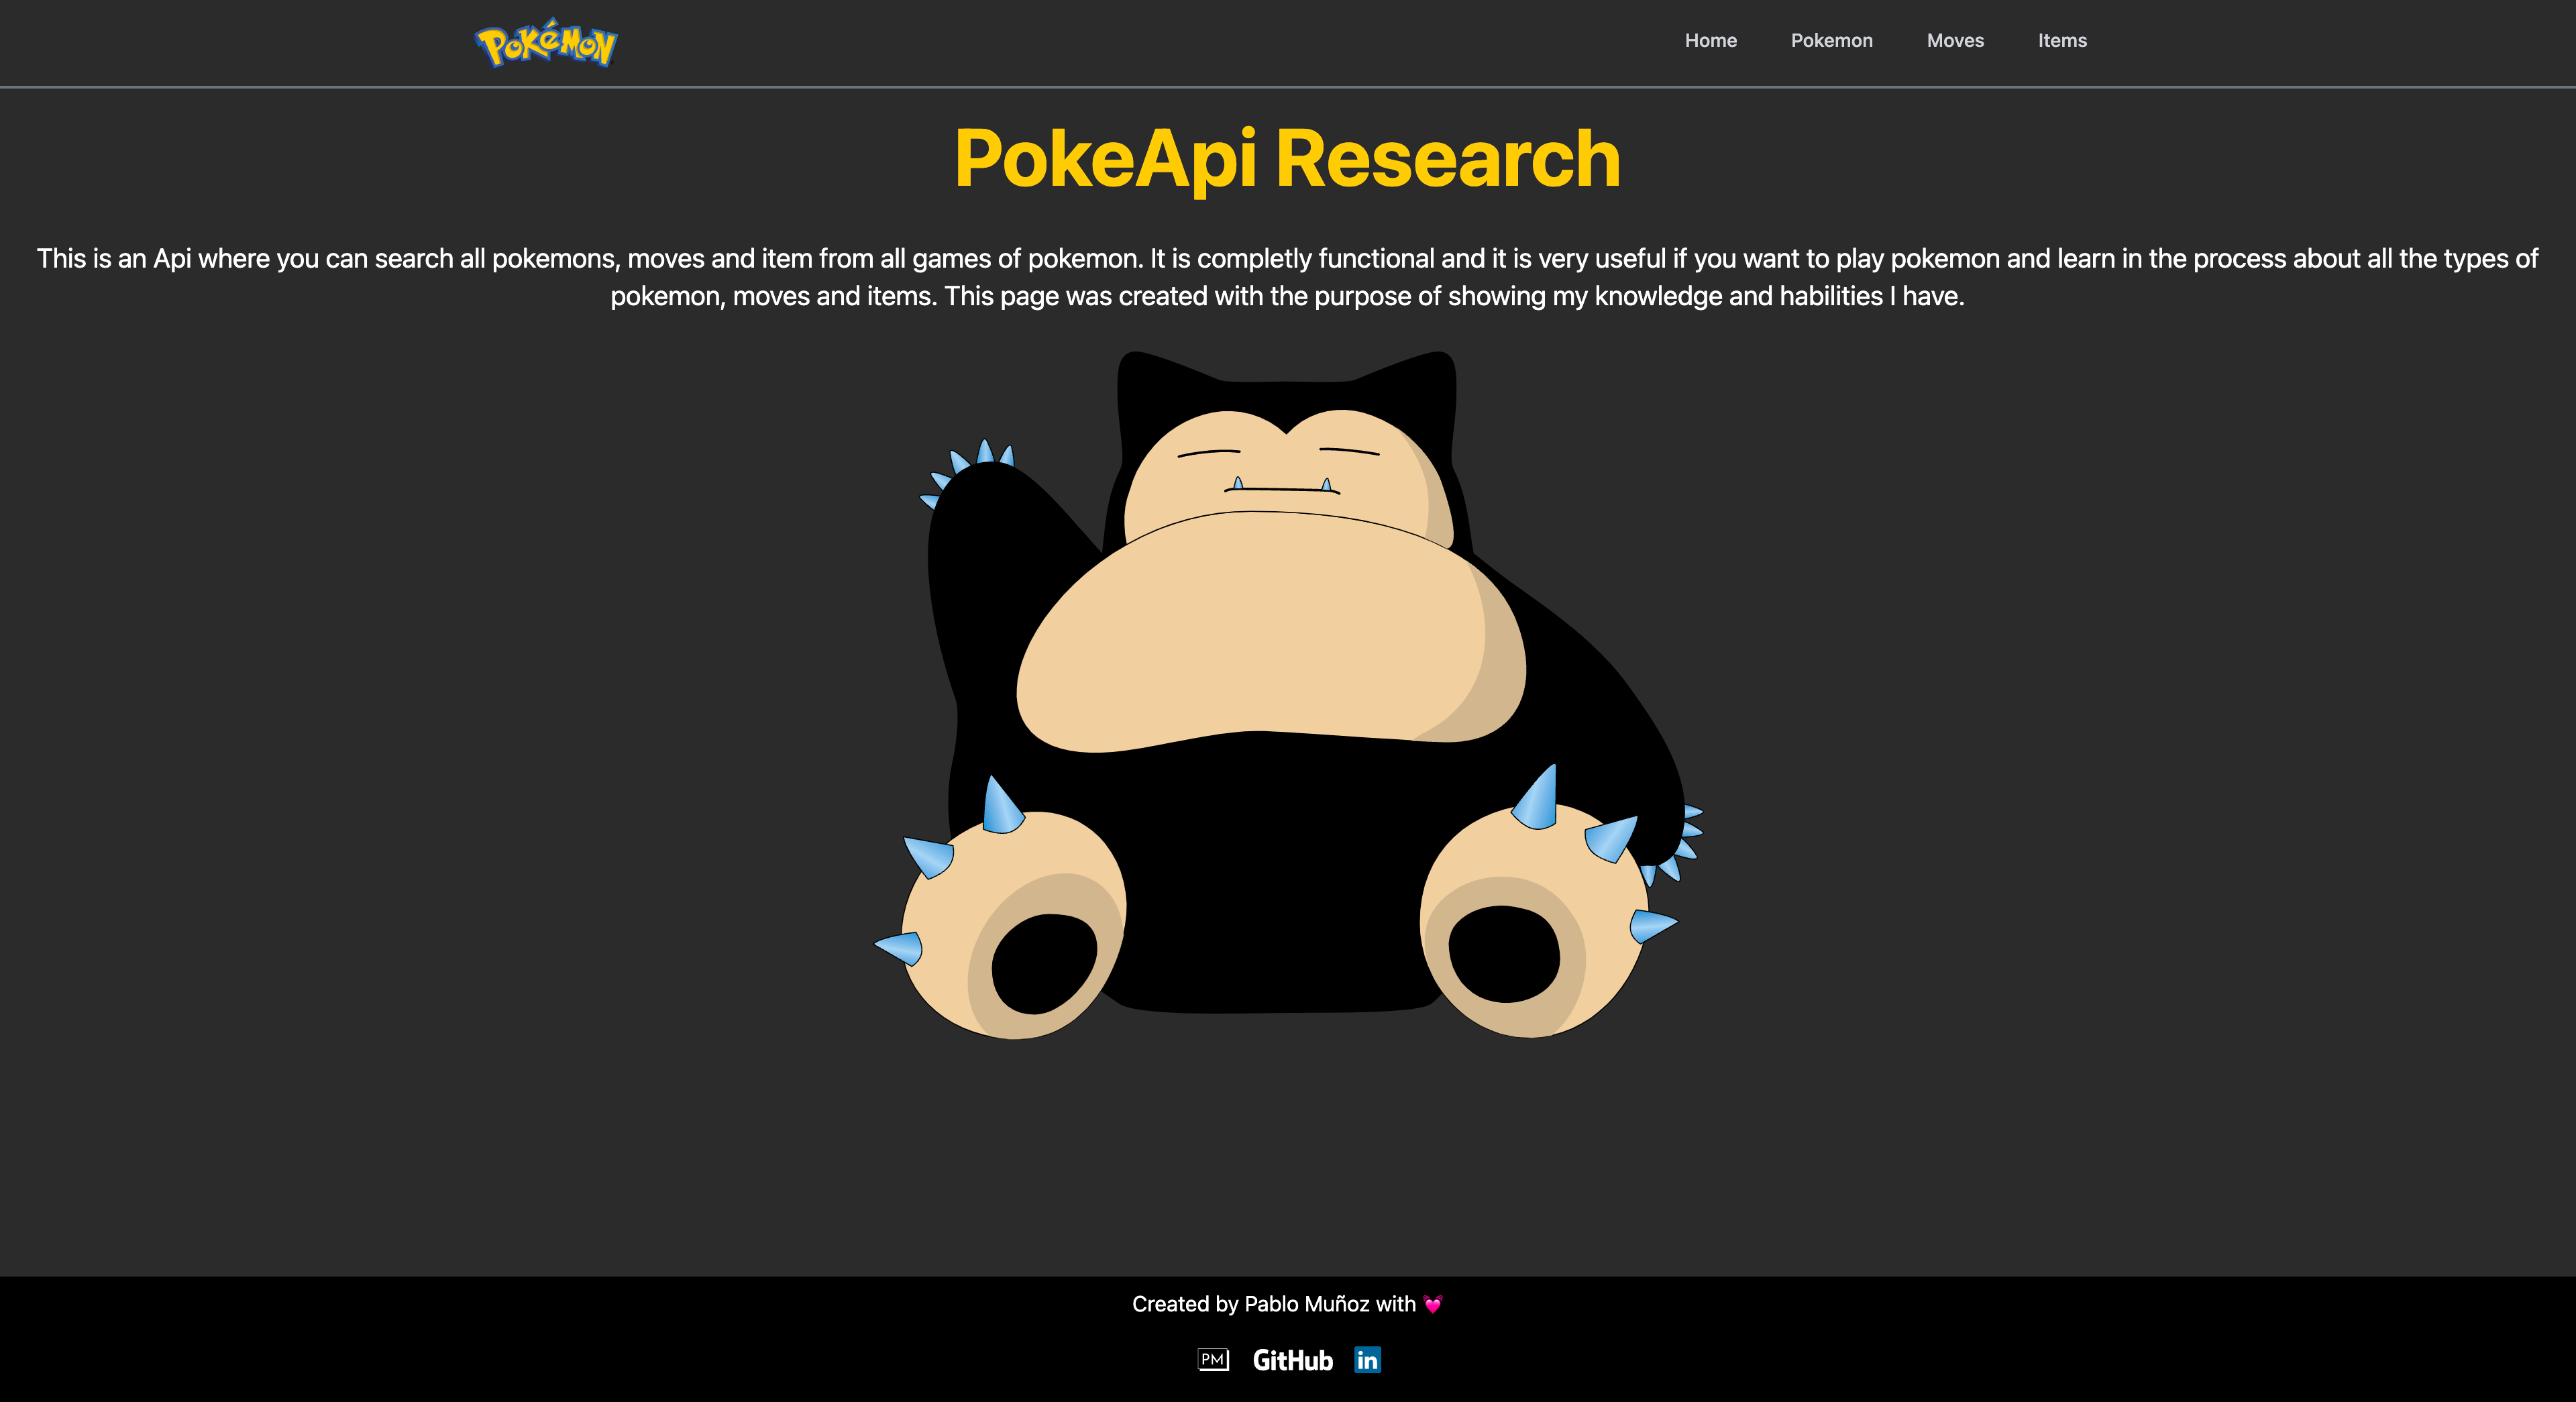 Pokémon
Home
Pokemon
Moves
Items
PokeApi Research
This is an Api where you can search all pokemons, moves and item from all games of pokemon. It is completly functional and it is very useful if you want to play pokemon and learn in the process about all the types of
pokemon, moves and items. This page was created with the purpose of showing my knowledge and habilities I have.
Created by Pablo Muñoz with 💓
PM
GitHub
in